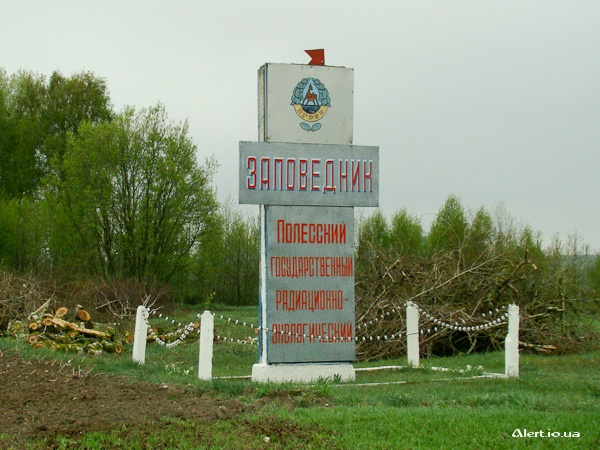 ЗАПОВЕДНИК
ПОЛЕССКИЙ
ГОСУДАРСТВЕННЫЙ
РАДИАЦИОННО-
ЭКОЛОГИЧЕСКИЙ
Alert.io.ua